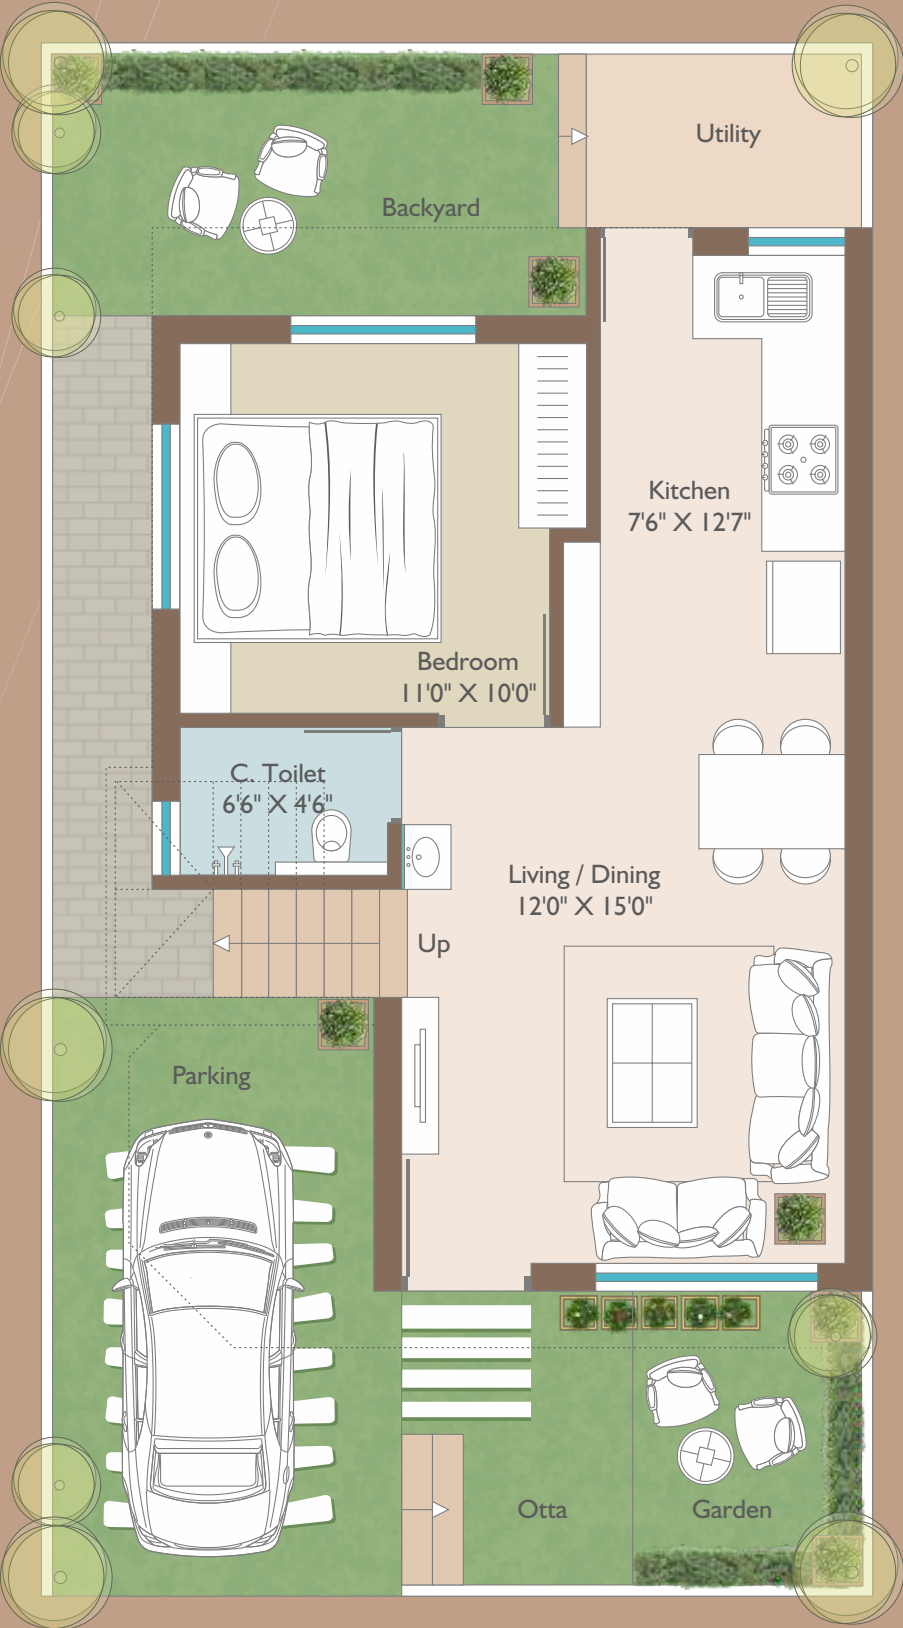 Utility
Backyard
Kitchen
7'6" X 12'7"
Bedroom
11'0" X 10'0"
C. Toilet
6'6" X 4'6"
Living / Dining
12'0" X 15'0"
Up
Parking
Otta
Garden